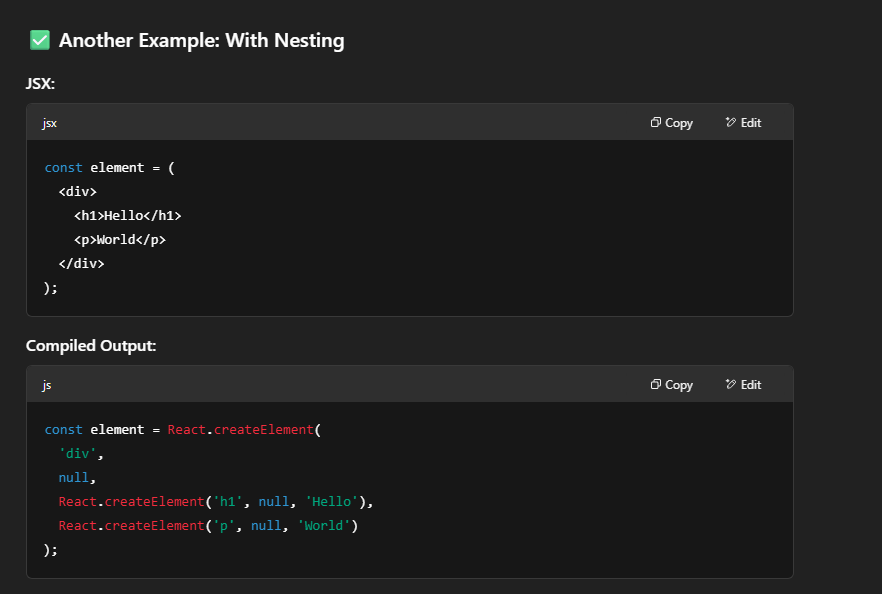 ✅ Another Example: With Nesting
JSX:
jsx Copy Edit
const element = (
  <div>
    <h1>Hello</h1>
    <p>World</p>
  </div>
);
Compiled Output:
js Copy Edit
const element = React.createElement(
  'div',
  null,
  React.createElement('h1', null, 'Hello'),
  React.createElement('p', null, 'World')
);